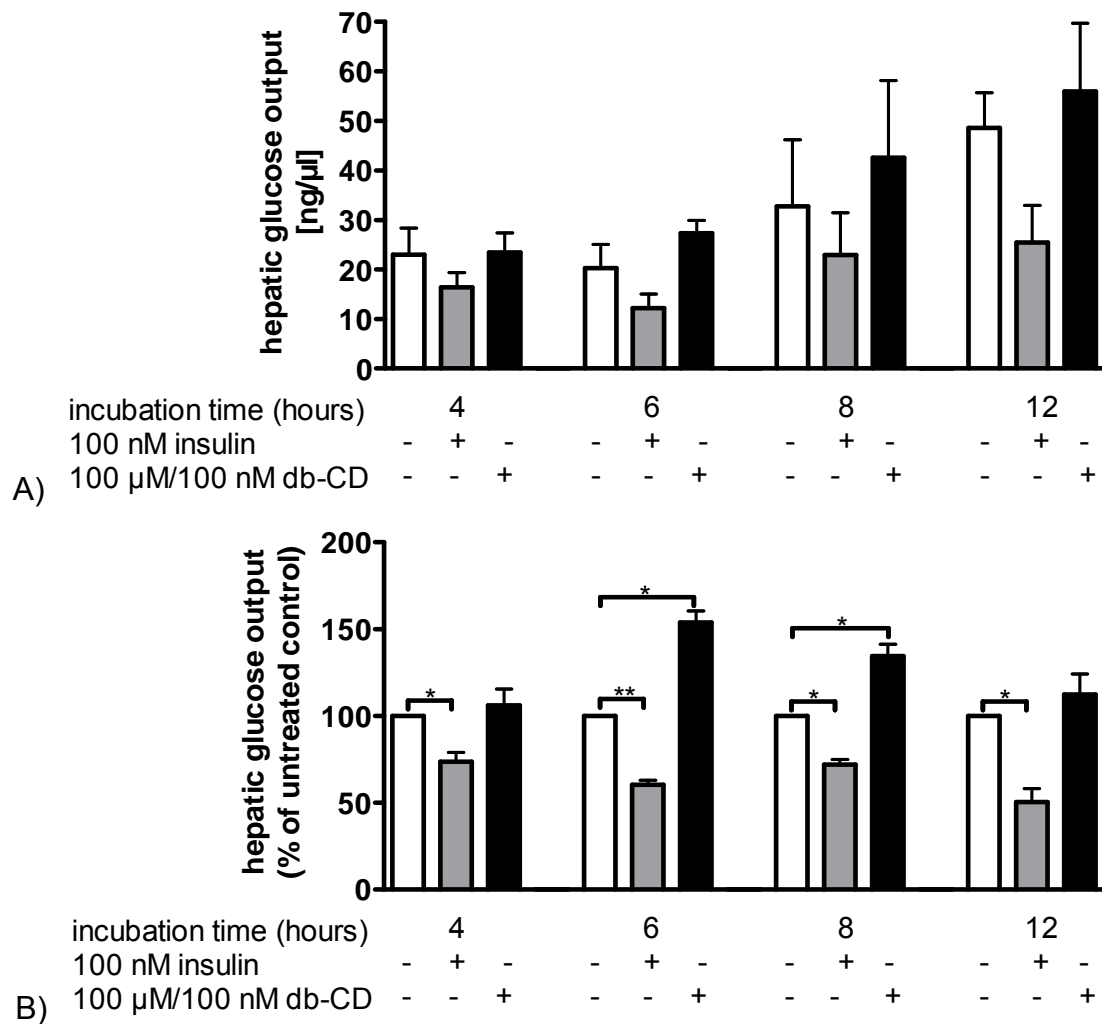 hepatic glucose output
[ng/µl]
70
60
50
40
30
20
10
0
incubation time (hours) 4 6 8 12
100 nM insulin - + - - + - - + - - + -
100 µM/100 nM db-CD - - + - - + - - + - - +
A)
hepatic glucose output
(% of untreated control)
200
150
100
50
0
* * ** * * *
incubation time (hours) 4 6 8 12
100 nM insulin - + - - + - - + - - + -
100 µM/100 nM db-CD - - + - - + - - + - - +
B)